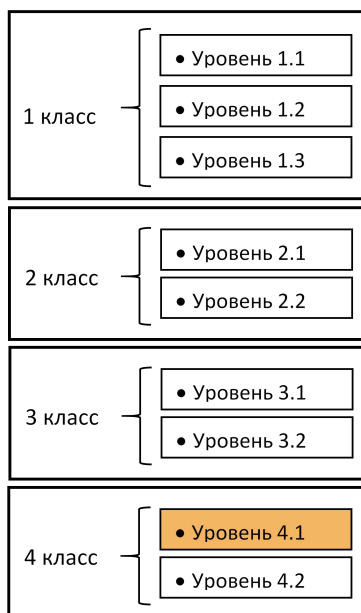 1 класс
• Уровень 1.1
• Уровень 1.2
• Уровень 1.3
2 класс
• Уровень 2.1
• Уровень 2.2
3 класс
• Уровень 3.1
• Уровень 3.2
4 класс
• Уровень 4.1
• Уровень 4.2